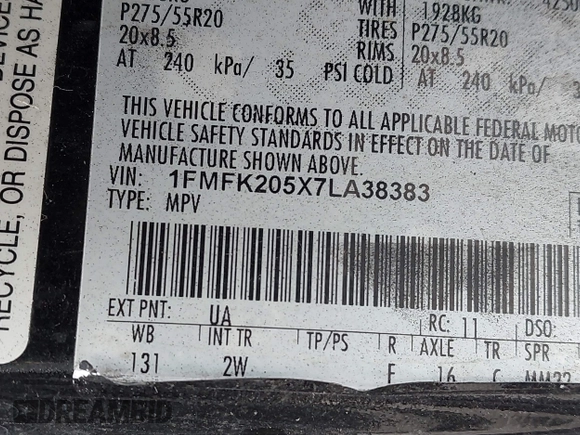 WITH 1928KG
P275/55R20 TIRES P275/55R20
20x8.5 RIMS 20x8.5
AT 240 kPa/ 35 PSI COLD AT 240 kPa/
THIS VEHICLE CONFORMS TO ALL APPLICABLE FEDERAL MOTO
VEHICLE SAFETY STANDARDS IN EFFECT ON THE DATE OF
MANUFACTURE SHOWN ABOVE.
VIN: 1FMFK205X7LA38383
TYPE: MPV
EXT PNT: UA RC: 11 DSO:
WB INT TR TP/PS R AXLE TR SPR
131 2W F 16 C
RECYCLE, OR DISPOSE AS HA
DEVICE
DREAMBID